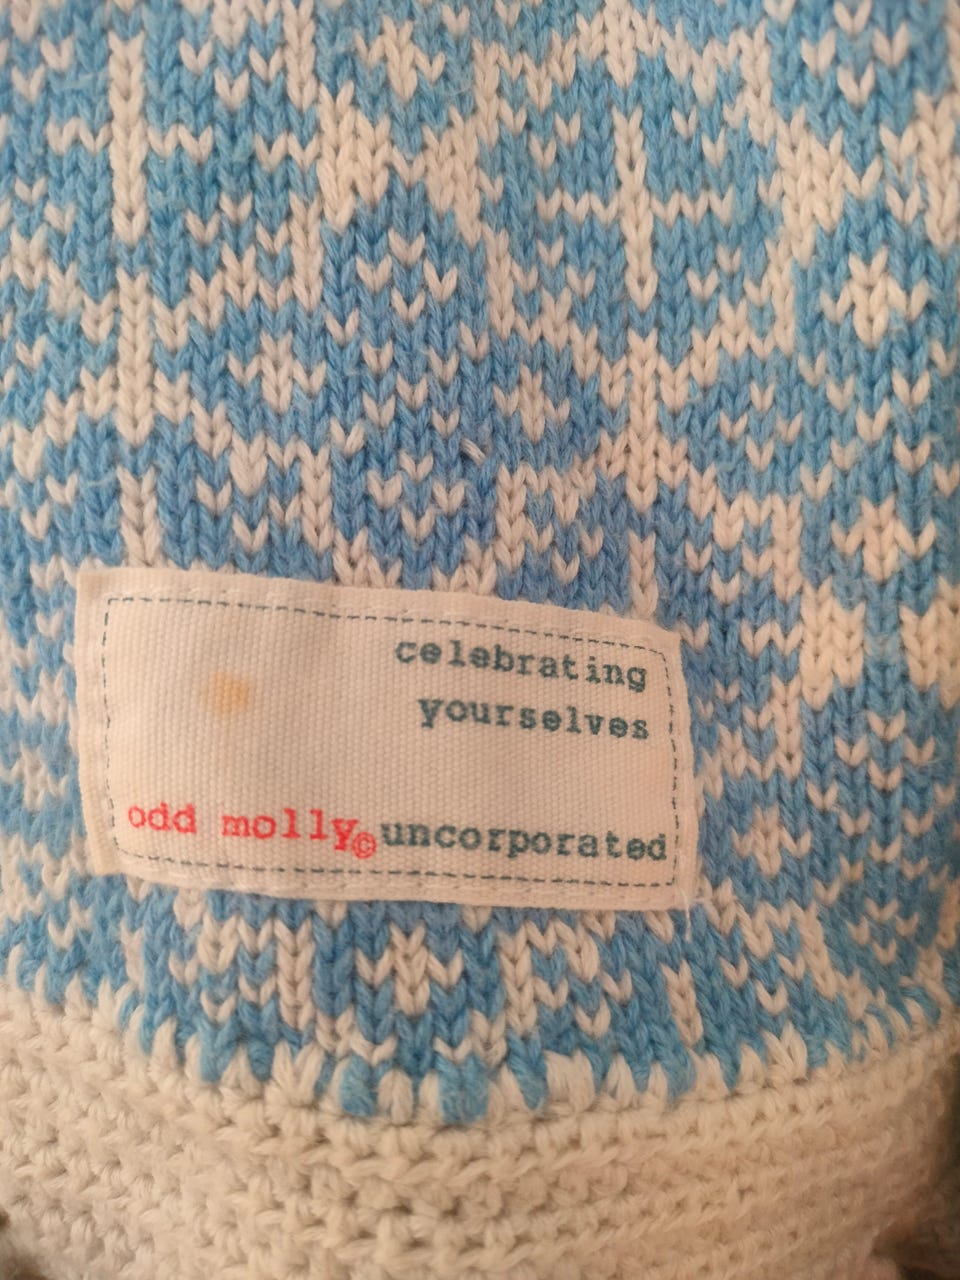 celebrating
yourselves
odd molly© uncorporated